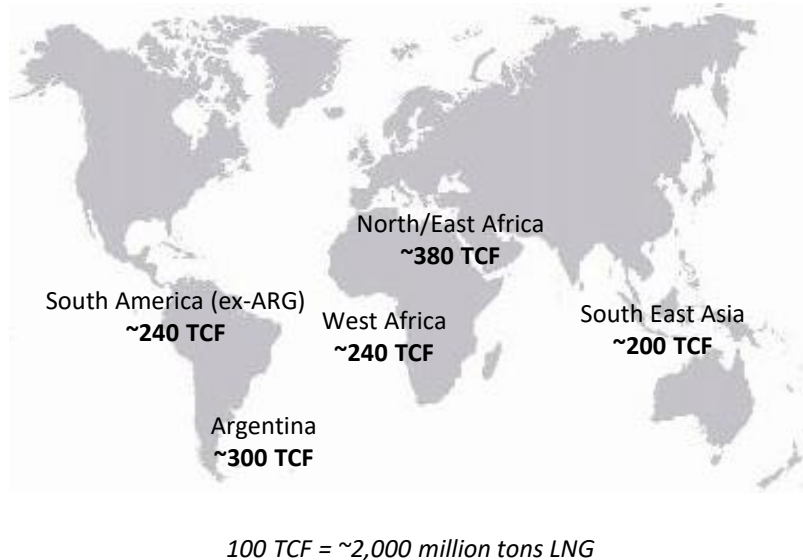 North/East Africa
~380 TCF
South America (ex-ARG)
~240 TCF
West Africa
~240 TCF
South East Asia
~200 TCF
Argentina
~300 TCF
100 TCF = ~2,000 million tons LNG